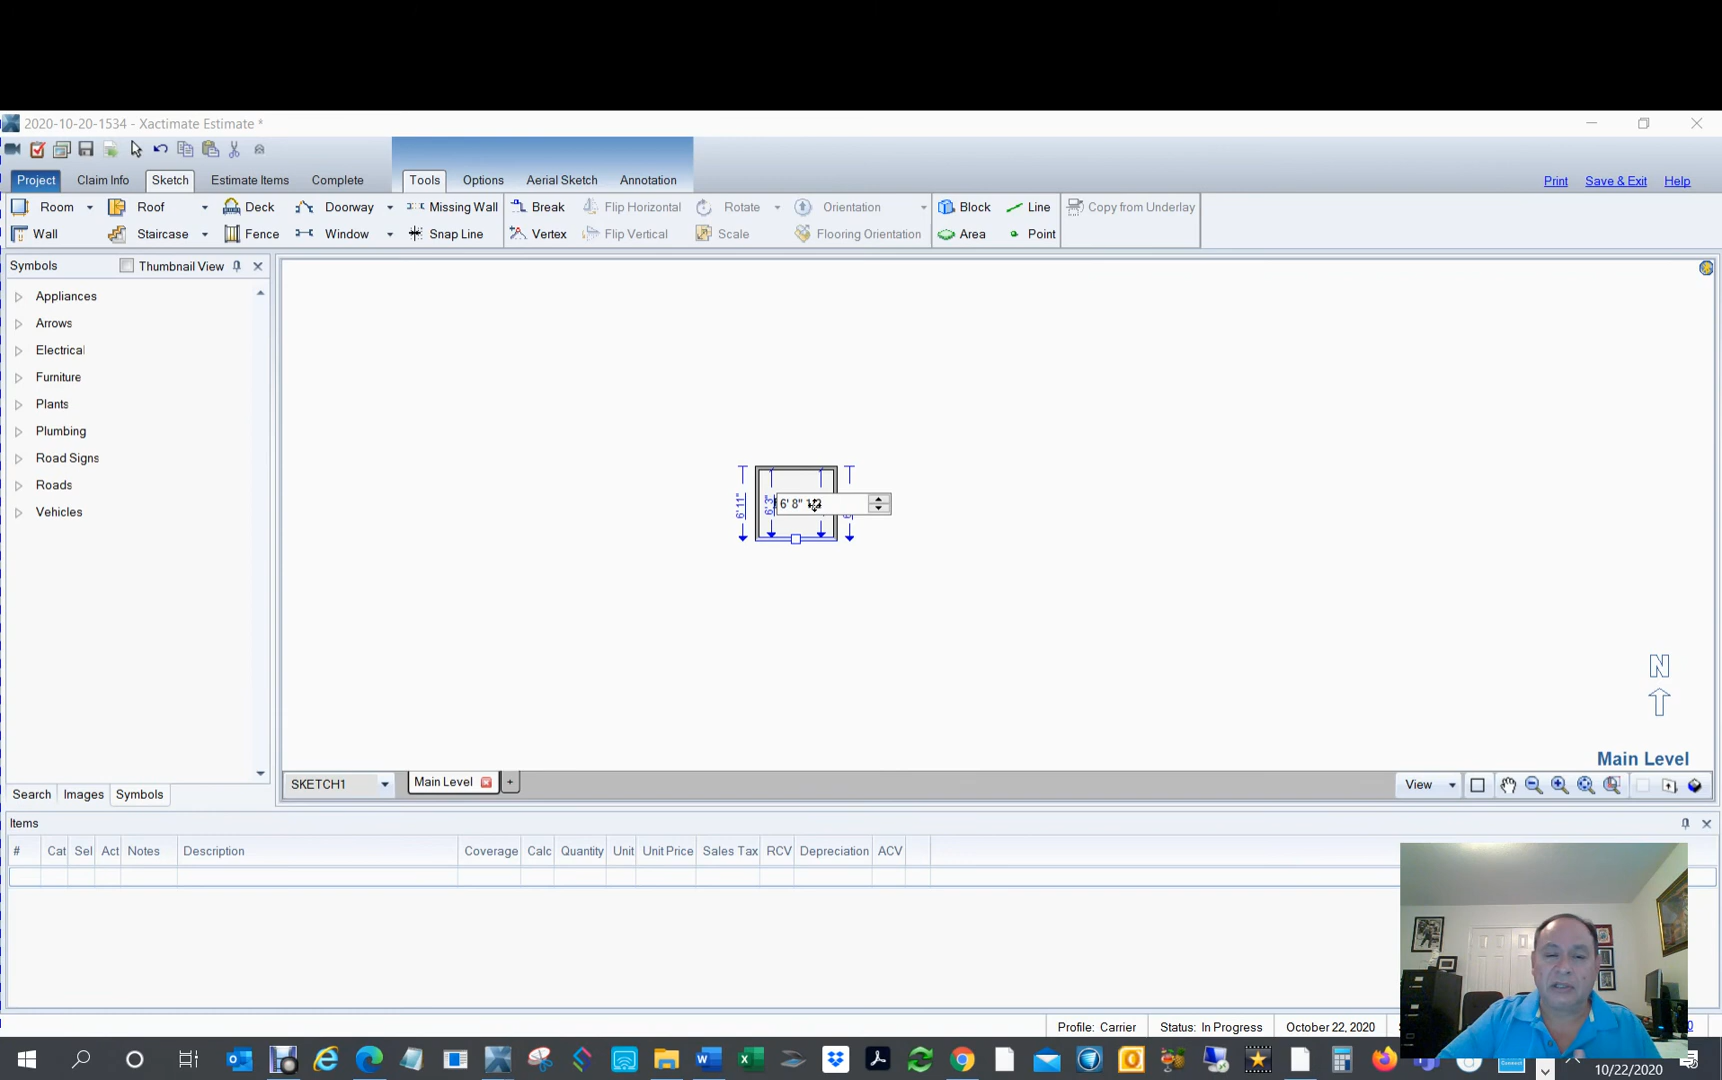 2020-10-20-1534 - Xactimate Estimate *
Project Claim Info Sketch Estimate Items Complete Tools Options Aerial Sketch Annotation Print Save & Exit Help
Room Roof Deck Doorway Missing Wall Break Flip Horizontal Rotate Orientation Block Line Copy from Underlay
Wall Staircase Fence Window Snap Line Vertex Flip Vertical Scale Flooring Orientation Area Point
Symbols Thumbnail View
Appliances
Arrows
Electrical
Furniture
Plants
Plumbing
Road Signs
Roads
Vehicles
6' 11"
6' 3"
6' 8"
N
Main Level
SKETCH1 Main Level + View
Search Images Symbols
Items
# Cat Sel Act Notes Description Coverage Calc Quantity Unit Unit Price Sales Tax RCV Depreciation ACV
Profile: Carrier Status: In Progress October 22, 2020
10/22/2020